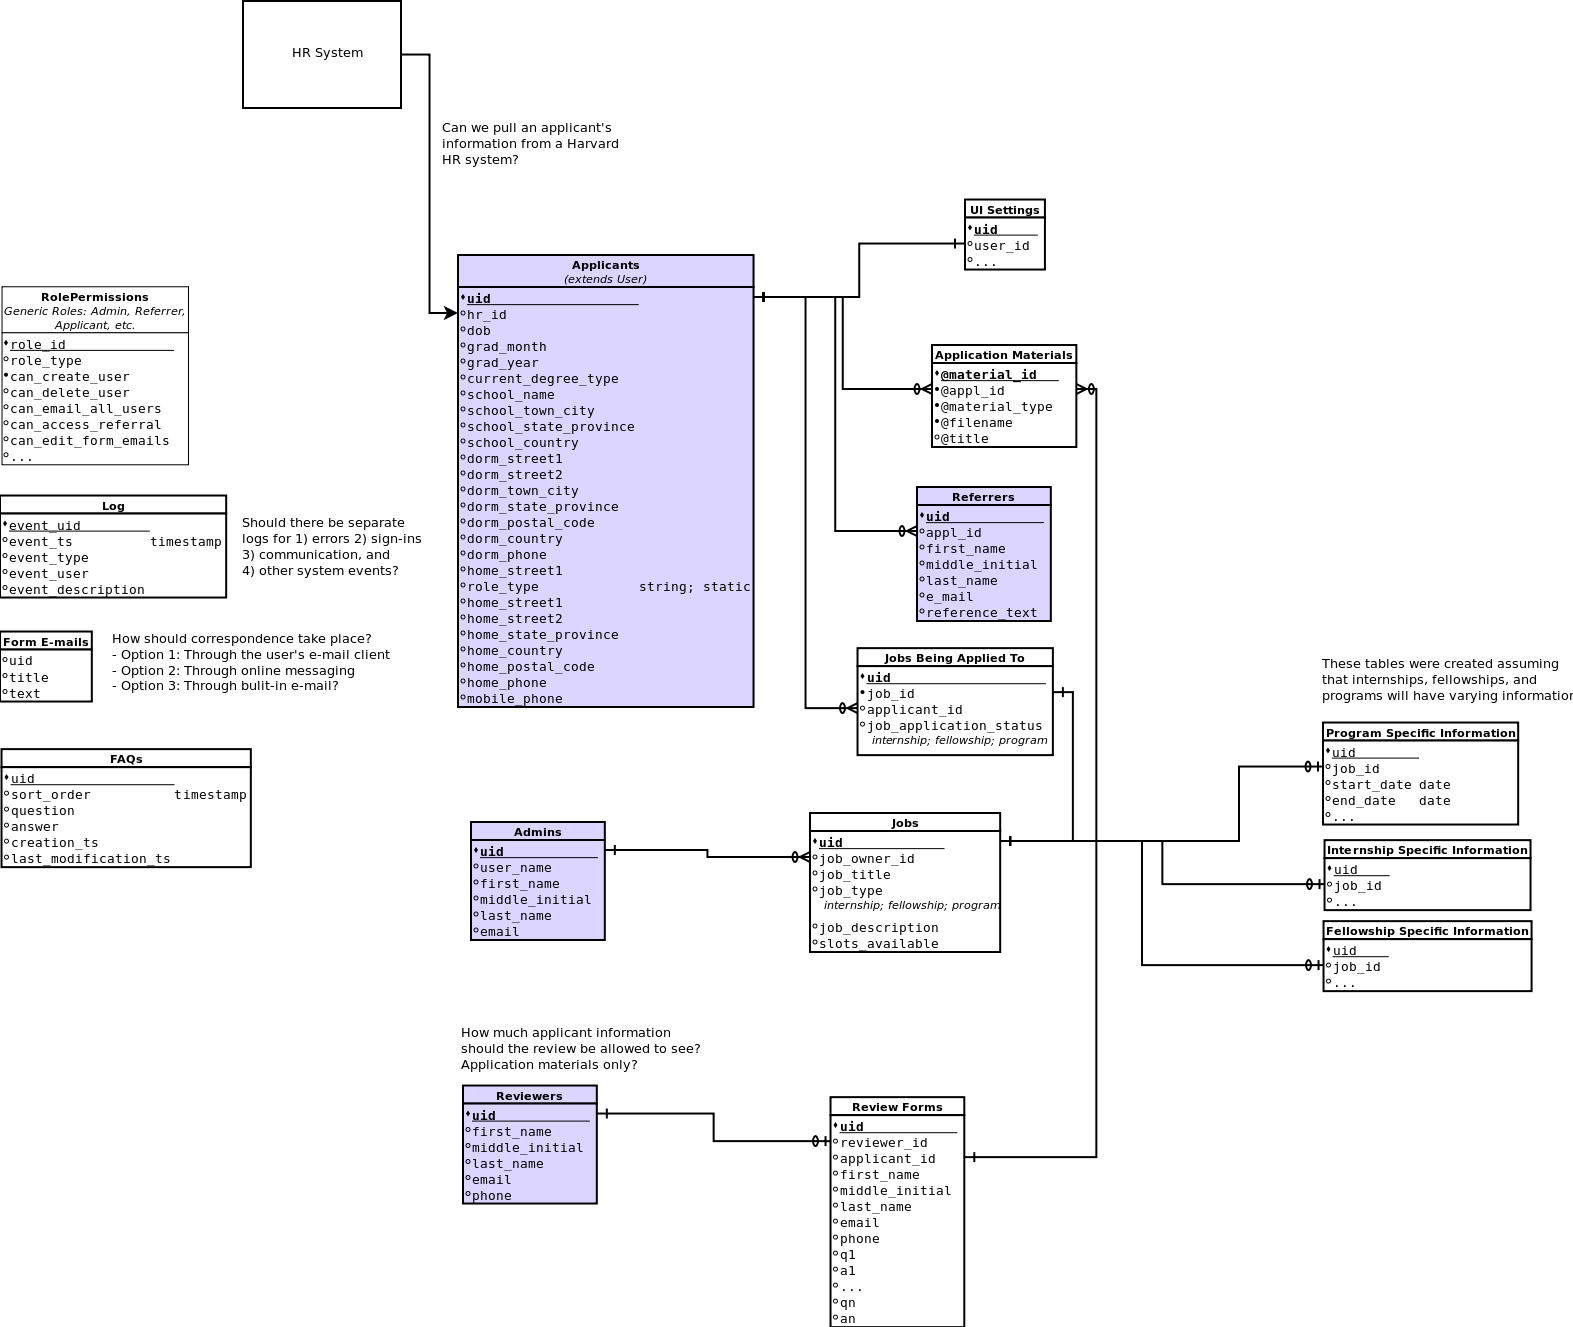 HR System
Can we pull an applicant's
information from a Harvard
HR system?
UI Settings
uid
user_id
...
Applicants
(extends User)
uid
hr_id
dob
grad_month
grad_year
current_degree_type
school_name
school_town_city
school_state_province
school_country
dorm_street1
dorm_street2
dorm_town_city
dorm_state_province
dorm_postal_code
dorm_country
dorm_phone
home_street1
role_type string; static
home_street1
home_street2
home_state_province
home_country
home_postal_code
home_phone
mobile_phone
RolePermissions
Generic Roles: Admin, Referrer,
Applicant, etc.
role_id
role_type
can_create_user
can_delete_user
can_email_all_users
can_access_referral
can_edit_form_emails
...
Application Materials
@material_id
@appl_id
@material_type
@filename
@title
Log
event_uid
event_ts timestamp
event_type
event_user
event_description
Should there be separate
logs for 1) errors 2) sign-ins
3) communication, and
4) other system events?
Referrers
uid
appl_id
first_name
middle_initial
last_name
e_mail
reference_text
Form E-mails
uid
title
text
How should correspondence take place?
- Option 1: Through the user's e-mail client
- Option 2: Through online messaging
- Option 3: Through bulit-in e-mail?
Jobs Being Applied To
uid
job_id
applicant_id
job_application_status
internship; fellowship; program
These tables were created assuming
that internships, fellowships, and
programs will have varying information
Program Specific Information
uid
job_id
start_date date
end_date date
...
FAQs
uid
sort_order timestamp
question
answer
creation_ts
last_modification_ts
Admins
uid
user_name
first_name
middle_initial
last_name
email
Jobs
uid
job_owner_id
job_title
job_type
internship; fellowship; program
job_description
slots_available
Internship Specific Information
uid
job_id
...
Fellowship Specific Information
uid
job_id
...
How much applicant information
should the review be allowed to see?
Application materials only?
Reviewers
uid
first_name
middle_initial
last_name
email
phone
Review Forms
uid
reviewer_id
applicant_id
first_name
middle_initial
last_name
email
phone
q1
a1
...
qn
an